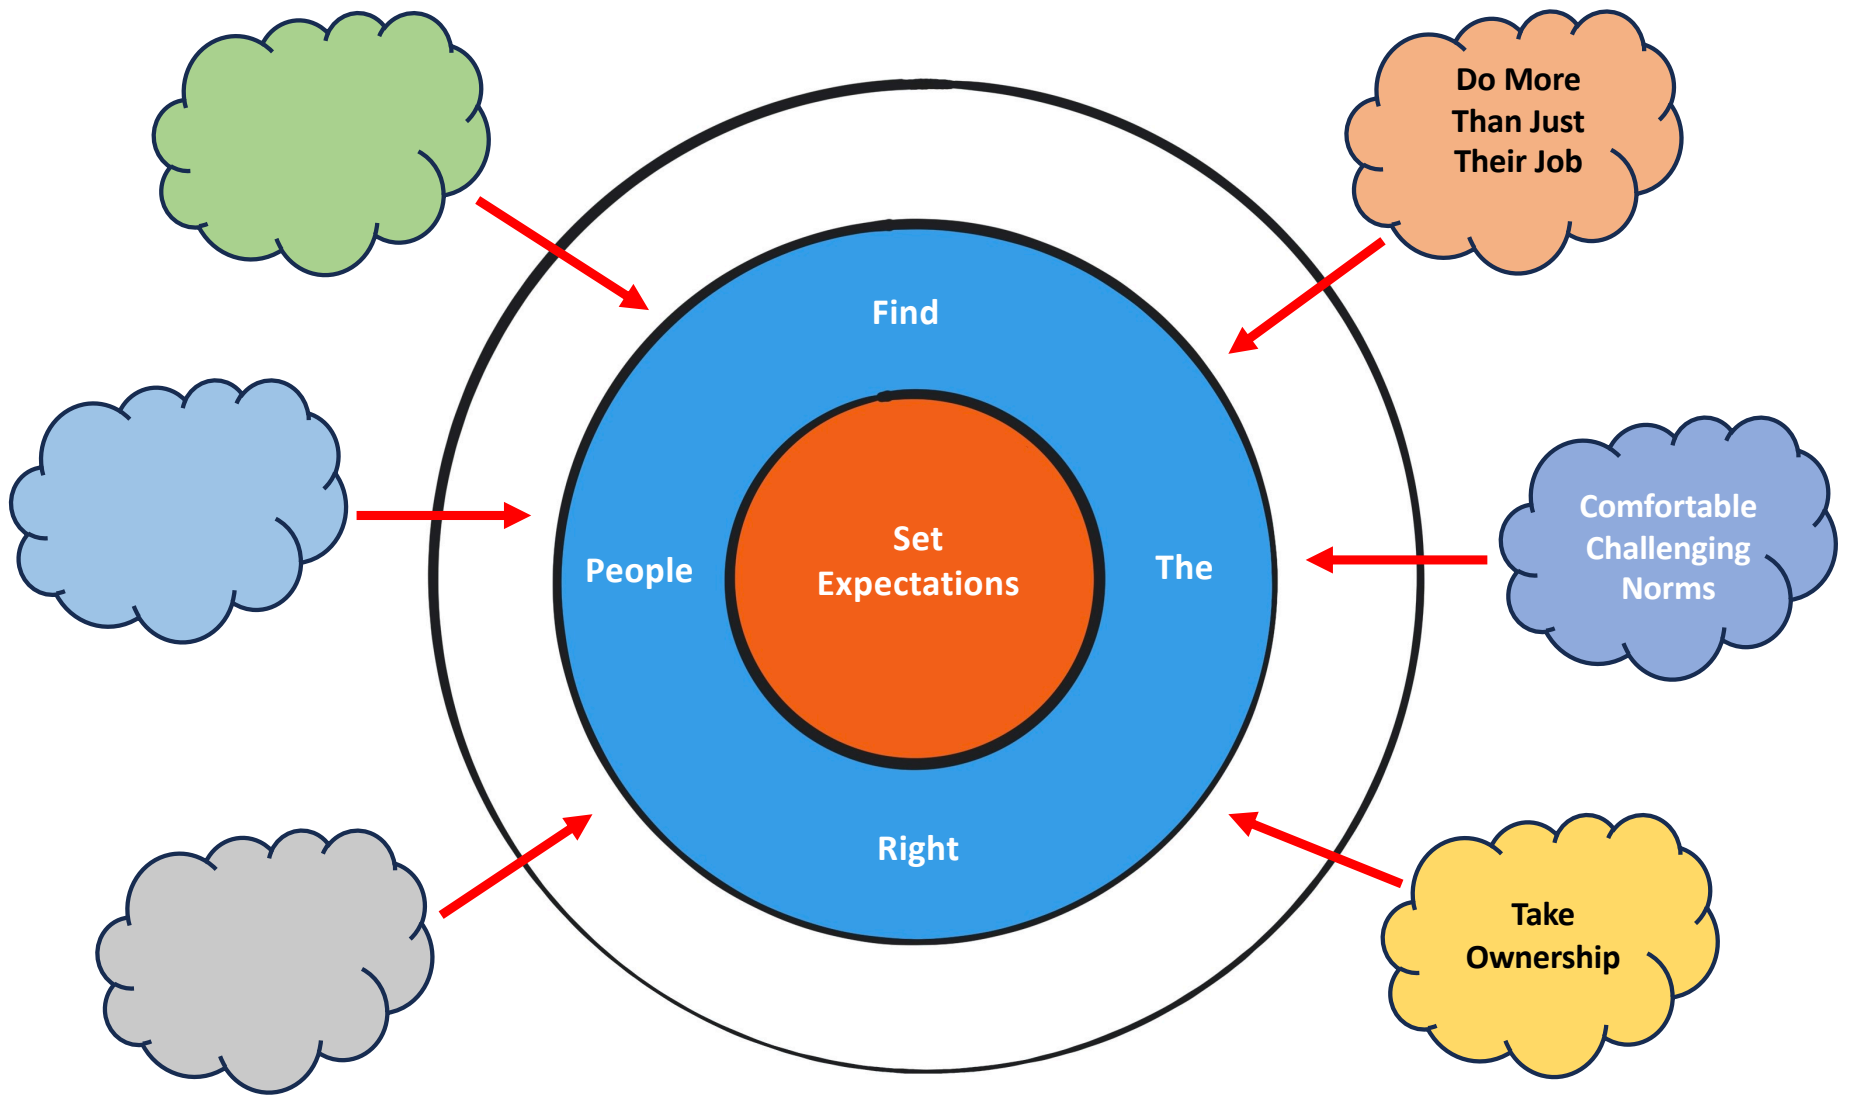 Do More
Than Just
Their Job
Find
Set
Expectations
People
The
Comfortable
Challenging
Norms
Right
Take
Ownership